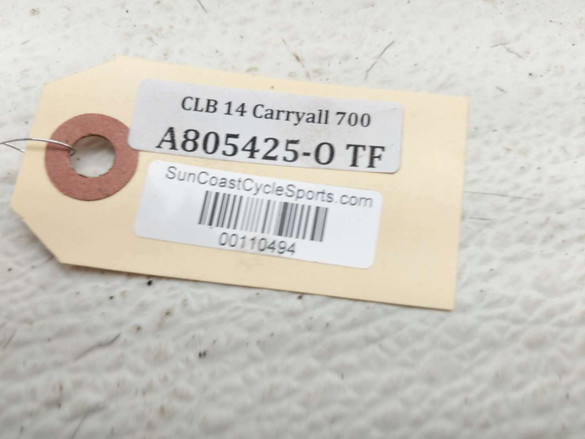 CLB 14 Carryall 700
A805425-O TF
SunCoastCycleSports.com
00110494